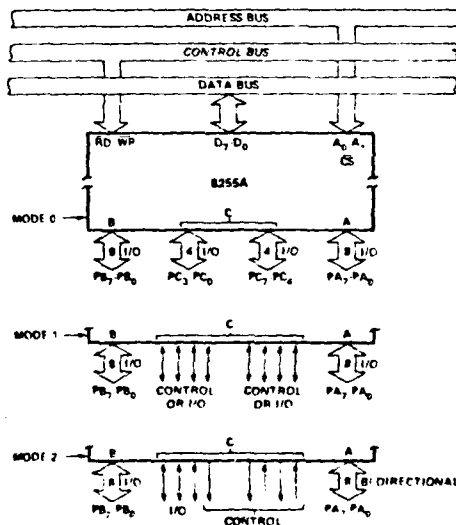 ADDRESS BUS
CONTROL BUS
DATA BUS
RD WR D7-D0 A0 A1
CS
8255A
MODE 0
B C A
8 I/O 4 I/O 4 I/O 8 I/O
PB7-PB0 PC3 PC0 PC7-PC4 PA7-PA0
MODE 1 B C A
8 I/O 8 I/O
PB7 PB0 CONTROL OR I/O CONTROL OR I/O PA7 PA0
MODE 2 B C A
8 I/O BI DIRECTIONAL
PB7 PB0 I/O CONTROL PA7 PA0